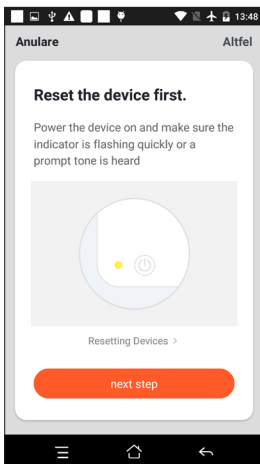 13:48
Anulare Altfel
Reset the device first.
Power the device on and make sure the
indicator is flashing quickly or a
prompt tone is heard
Resetting Devices >
next step